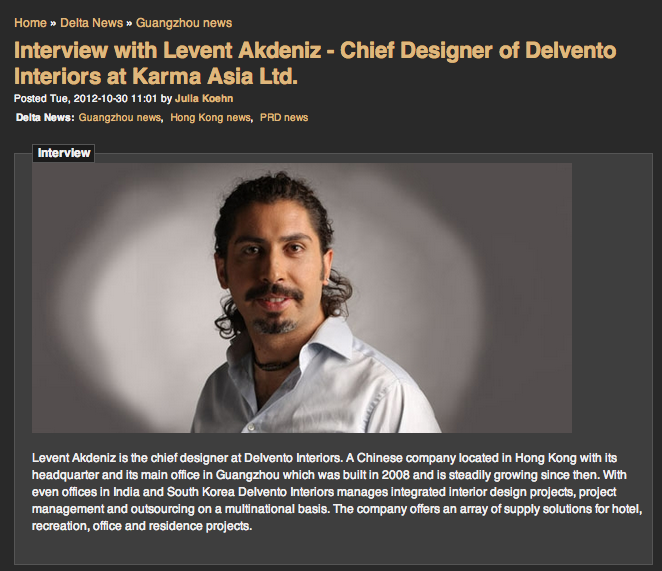 Home » Delta News » Guangzhou news
Interview with Levent Akdeniz - Chief Designer of Delvento
Interiors at Karma Asia Ltd.
Posted Tue, 2012-10-30 11:01 by Julia Koehn
Delta News: Guangzhou news, Hong Kong news, PRD news
Interview
Levent Akdeniz is the chief designer at Delvento Interiors. A Chinese company located in Hong Kong with its
headquarter and its main office in Guangzhou which was built in 2008 and is steadily growing since then. With
even offices in India and South Korea Delvento Interiors manages integrated interior design projects, project
management and outsourcing on a multinational basis. The company offers an array of supply solutions for hotel,
recreation, office and residence projects.